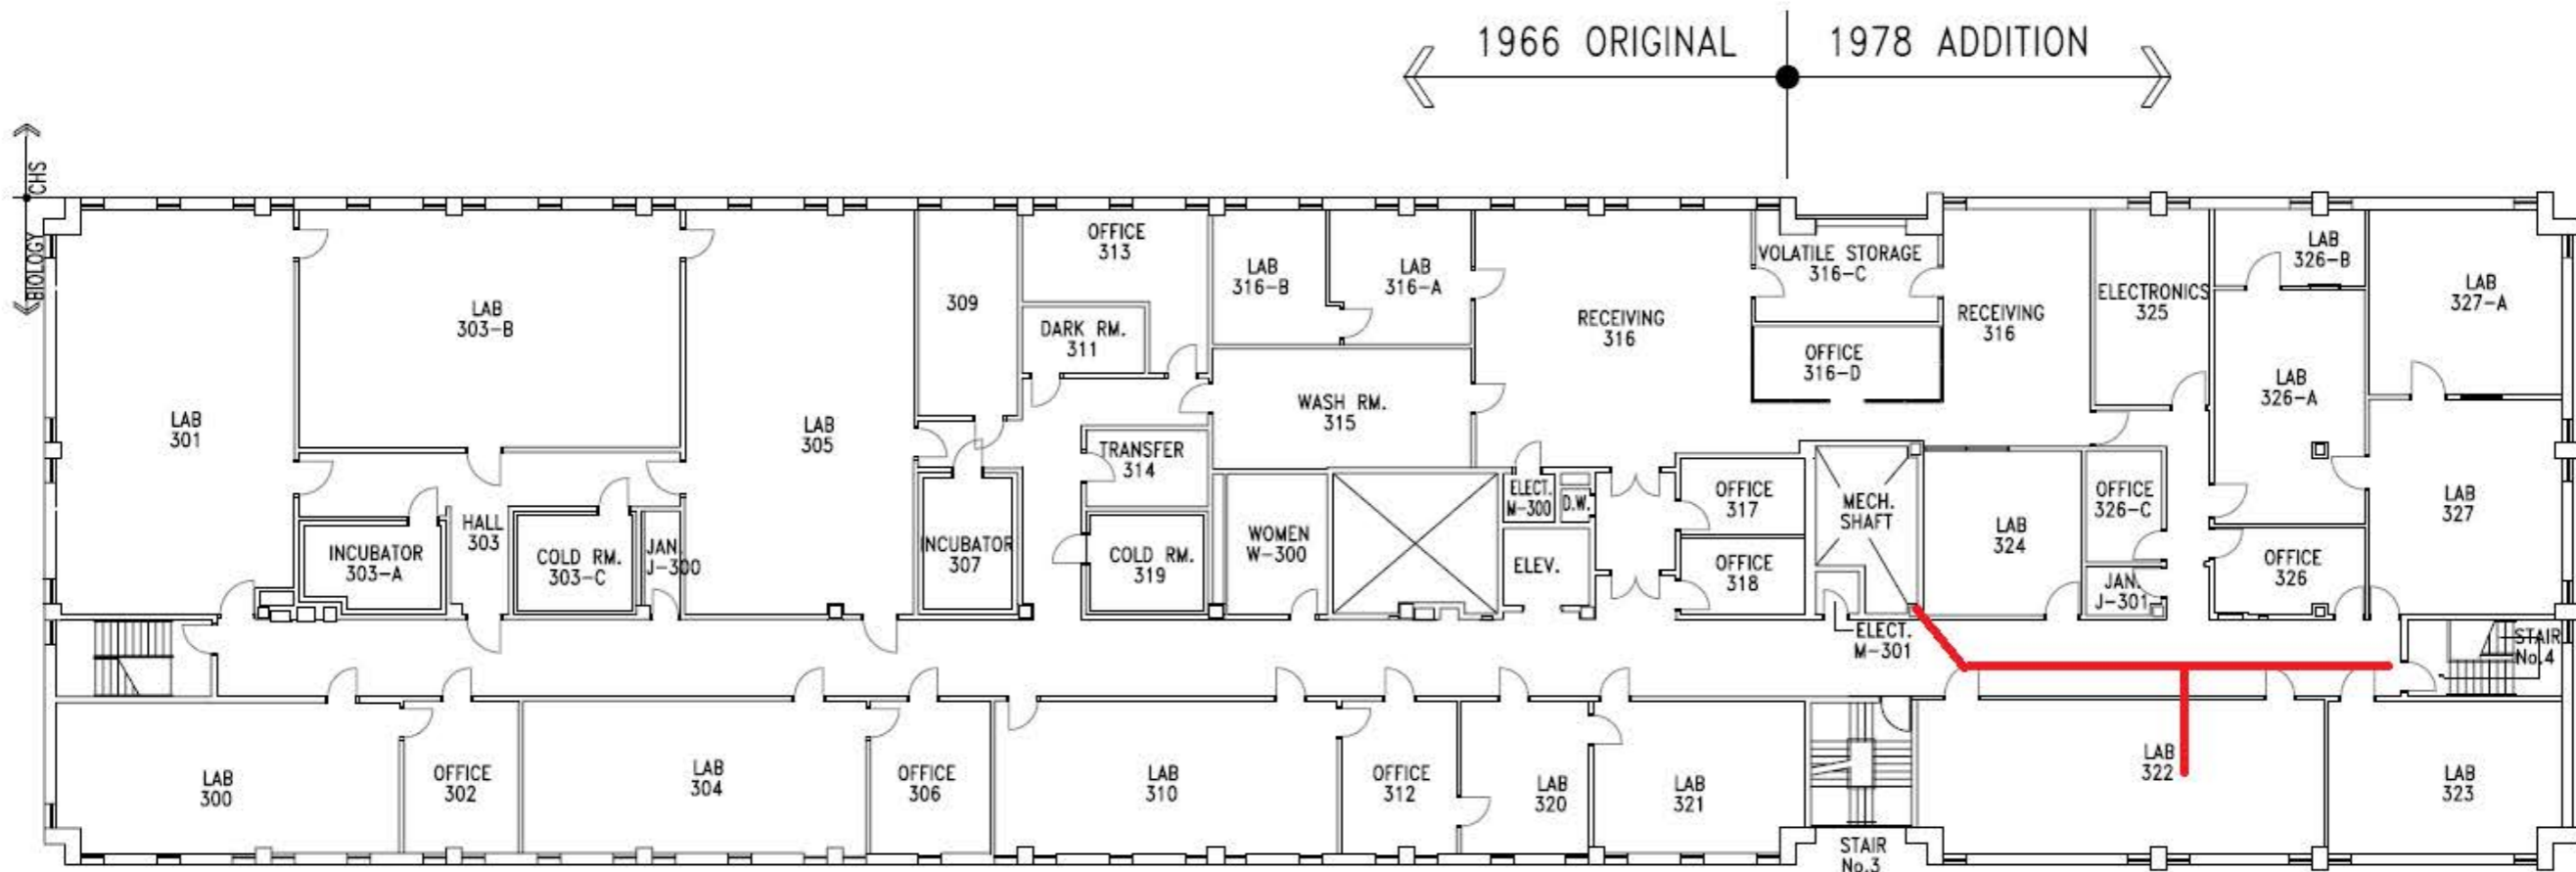 1966 ORIGINAL
1978 ADDITION
CHS
BIOLOGY
LAB
301
LAB
303-B
LAB
305
309
OFFICE
313
DARK RM.
311
LAB
316-B
LAB
316-A
RECEIVING
316
VOLATILE STORAGE
316-C
OFFICE
316-D
RECEIVING
316
ELECTRONICS
325
LAB
326-B
LAB
327-A
LAB
326-A
WASH RM.
315
TRANSFER
314
INCUBATOR
303-A
HALL
303
COLD RM.
303-C
JAN.
J-300
INCUBATOR
307
COLD RM.
319
WOMEN
W-300
ELECT.
M-300
D.W.
ELEV.
OFFICE
317
OFFICE
318
MECH.
SHAFT
LAB
324
OFFICE
326-C
JAN.
J-301
OFFICE
326
LAB
327
ELECT.
M-301
STAIR
No.4
LAB
300
OFFICE
302
LAB
304
OFFICE
306
LAB
310
OFFICE
312
LAB
320
LAB
321
STAIR
No.3
LAB
322
LAB
323